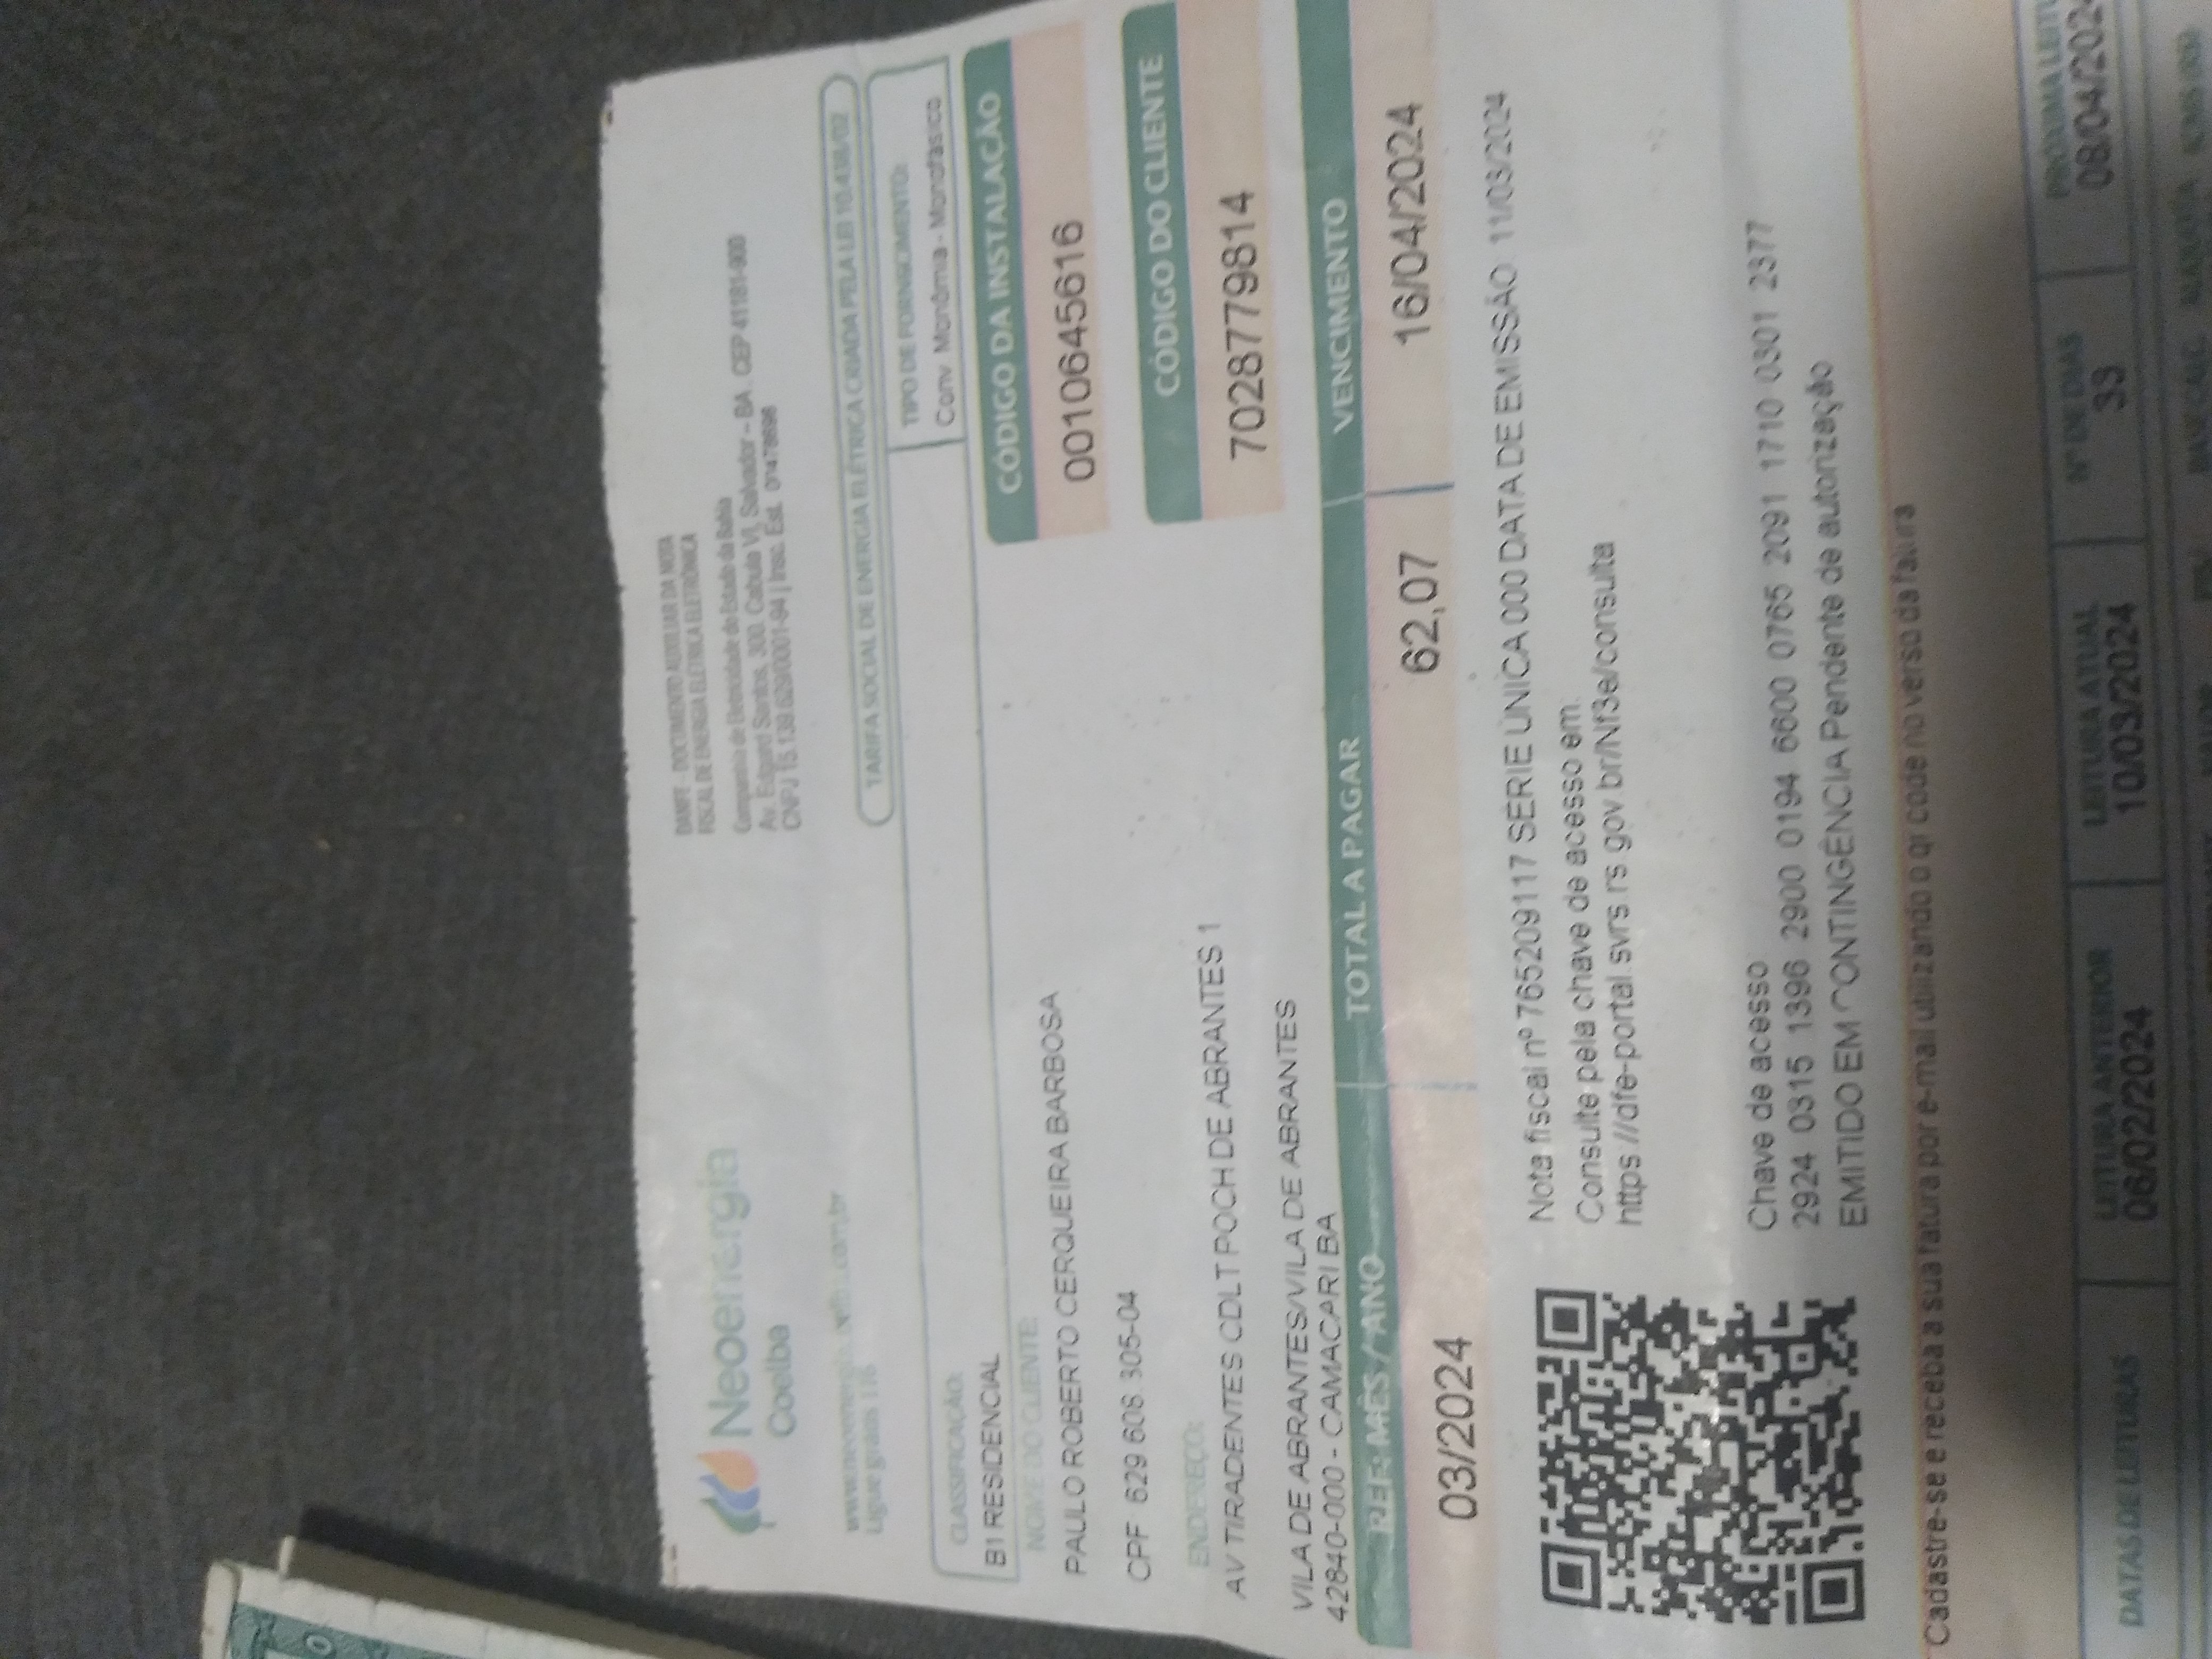 Neoenergia
Coelba
www.neoenergia
Ligue grátis 116
DANFE - DOCUMENTO AUXILIAR DA NOTA
FISCAL DE ENERGIA ELÉTRICA ELETRÔNICA
Companhia de Eletricidade do Estado da Bahia
Av. Edgard Santos, 300, Cabula VI, Salvador – BA . CEP 41181-900
CNPJ 15.139.629/0001-94 | Insc. Est. 01478696
TARIFA SOCIAL DE ENERGIA ELÉTRICA CRIADA PELA LEI 10.438/02
CLASSIFICAÇÃO:
B1 RESIDENCIAL
TIPO DE FORNECIMENTO:
Conv. Monômia - Monofásico
NOME DO CLIENTE:
PAULO ROBERTO CERQUEIRA BARBOSA
CPF 629 608 305-04
CÓDIGO DA INSTALAÇÃO
0010645616
ENDEREÇO:
AV TIRADENTES CDLT POCH DE ABRANTES 1
VILA DE ABRANTES/VILA DE ABRANTES
42840-000 - CAMACARI BA
CÓDIGO DO CLIENTE
7028779814
REF: MÊS / ANO
TOTAL A PAGAR
VENCIMENTO
03/2024
62,07
16/04/2024
Nota fiscal nº 765209117 SERIE ÚNICA 000 DATA DE EMISSÃO 11/03/2024
Consulte pela chave de acesso em
https //dfe-portal.svrs rs gov br/Nf3e/consulta
Chave de acesso
2924 0315 1396 2900 0194 6600 0765 2091 1710 0301 2377
EMITIDO EM CONTINGÊNCIA Pendente de autorização
Cadastre-se e receba a sua fatura por e-mail utilizando o qr code no verso da fatura
DATAS DE LEITURAS
LEITURA ANTERIOR
06/02/2024
LEITURA ATUAL
10/03/2024
Nº DE DIAS
33
PRÓXIMA LEITU
08/04/2024